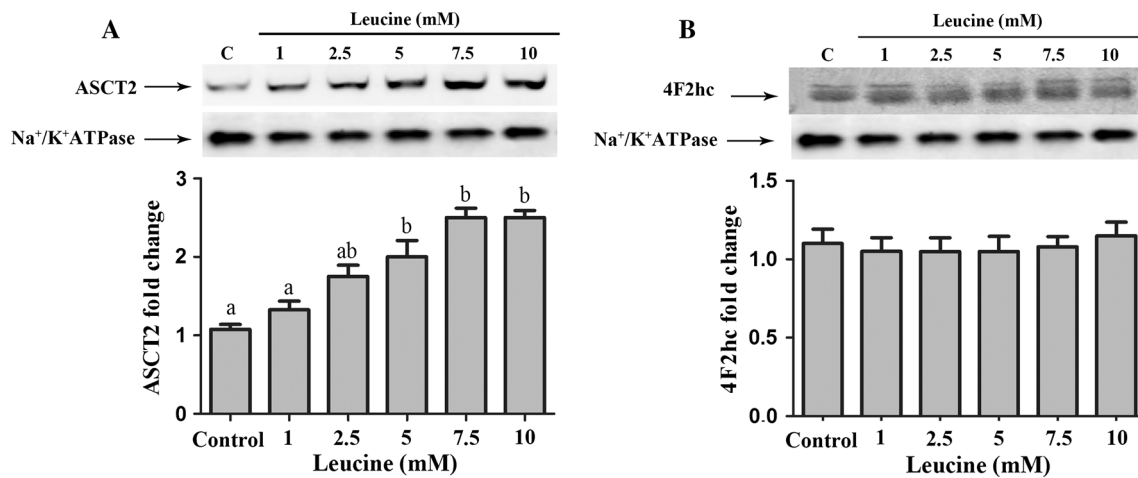 A
Leucine (mM)
C 1 2.5 5 7.5 10
ASCT2
Na⁺/K⁺ATPase
ASCT2 fold change
3
2
1
0
a a ab b b b
Control 1 2.5 5 7.5 10
Leucine (mM)
B
Leucine (mM)
C 1 2.5 5 7.5 10
4F2hc
Na⁺/K⁺ATPase
4F2hc fold change
1.5
1.0
0.5
0.0
Control 1 2.5 5 7.5 10
Leucine (mM)